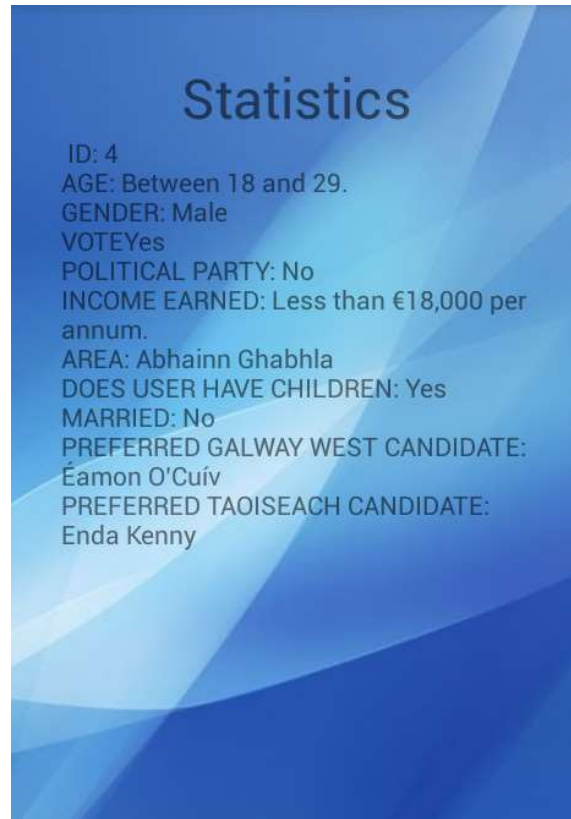 Statistics
ID: 4
AGE: Between 18 and 29.
GENDER: Male
VOTEYes
POLITICAL PARTY: No
INCOME EARNED: Less than €18,000 per
annum.
AREA: Abhainn Ghabhla
DOES USER HAVE CHILDREN: Yes
MARRIED: No
PREFERRED GALWAY WEST CANDIDATE:
Éamon O'Cuív
PREFERRED TAOISEACH CANDIDATE:
Enda Kenny